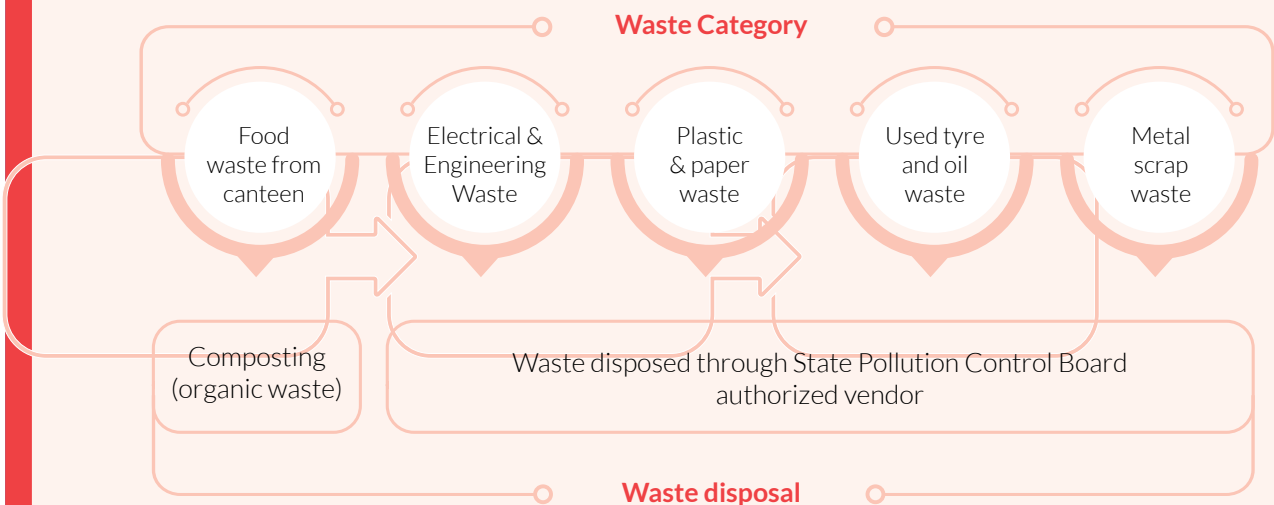 Waste Category
Food
waste from
canteen
Electrical &
Engineering
Waste
Plastic
& paper
waste
Used tyre
and oil
waste
Metal
scrap
waste
Composting
(organic waste)
Waste disposed through State Pollution Control Board
authorized vendor
Waste disposal